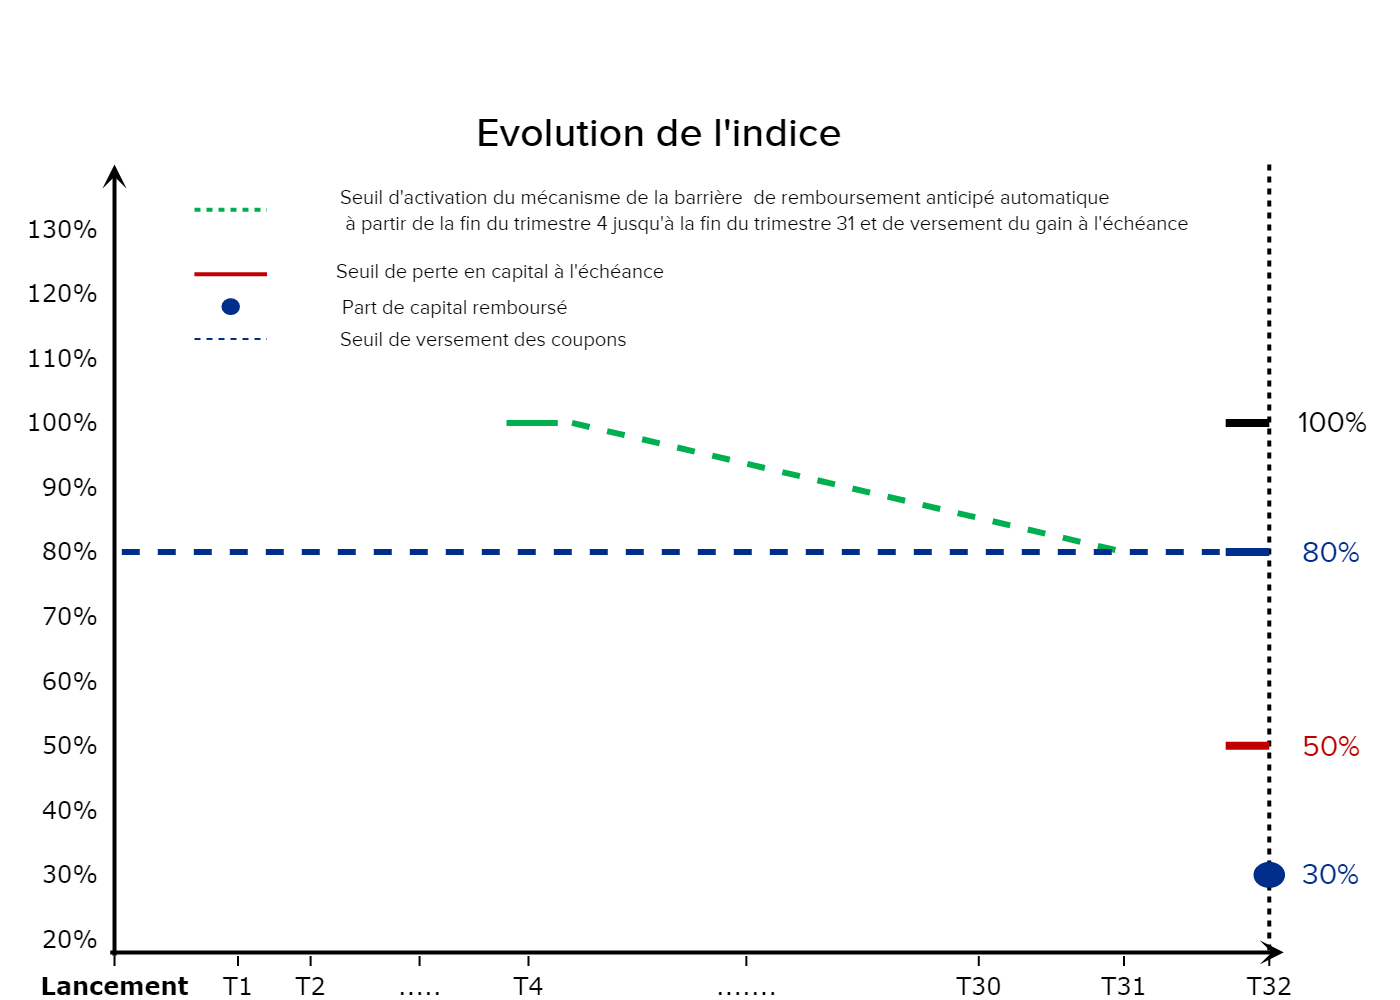 Evolution de l'indice
Seuil d'activation du mécanisme de la barrière  de remboursement anticipé automatique
à partir de la fin du trimestre 4 jusqu'à la fin du trimestre 31 et de versement du gain à l'échéance
Seuil de perte en capital à l'échéance
Part de capital remboursé
Seuil de versement des coupons
130%
120%
110%
100%
90%
80%
70%
60%
50%
40%
30%
20%
100%
80%
50%
30%
Lancement T1 T2 ..... T4 ....... T30 T31 T32